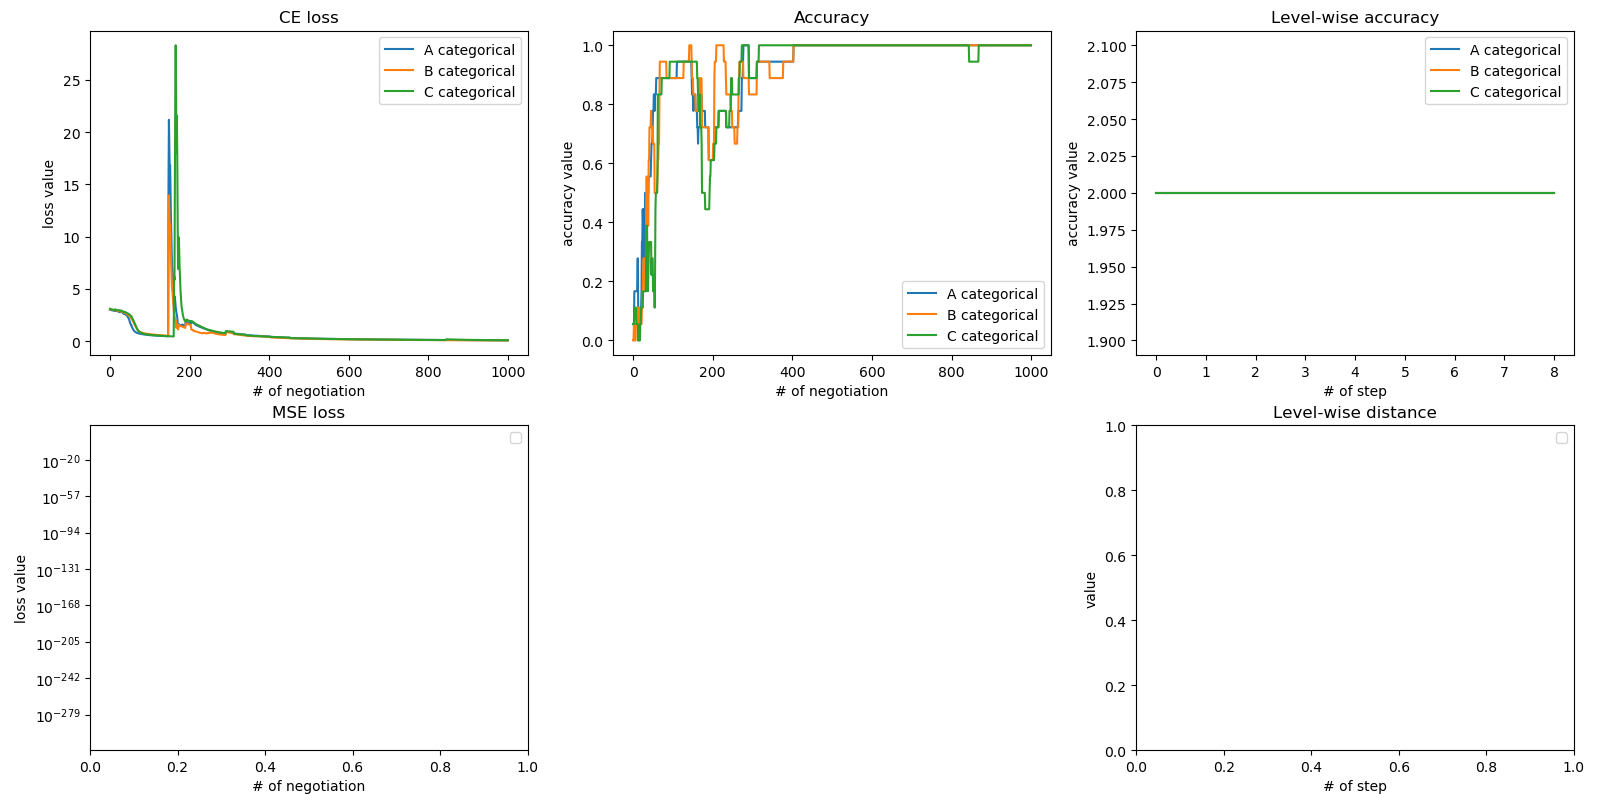 CE loss
loss value
25
20
15
10
5
0
0 200 400 600 800 1000
# of negotiation
A categorical
B categorical
C categorical
Accuracy
accuracy value
1.0
0.8
0.6
0.4
0.2
0.0
0 200 400 600 800 1000
# of negotiation
A categorical
B categorical
C categorical
Level-wise accuracy
accuracy value
2.100
2.075
2.050
2.025
2.000
1.975
1.950
1.925
1.900
0 1 2 3 4 5 6 7 8
# of step
A categorical
B categorical
C categorical
MSE loss
loss value
10⁻²⁰
10⁻⁵⁷
10⁻⁹⁴
10⁻¹³¹
10⁻¹⁶⁸
10⁻²⁰⁵
10⁻²⁴²
10⁻²⁷⁹
0.0 0.2 0.4 0.6 0.8 1.0
# of negotiation
Level-wise distance
value
1.0
0.8
0.6
0.4
0.2
0.0
0.0 0.2 0.4 0.6 0.8 1.0
# of step